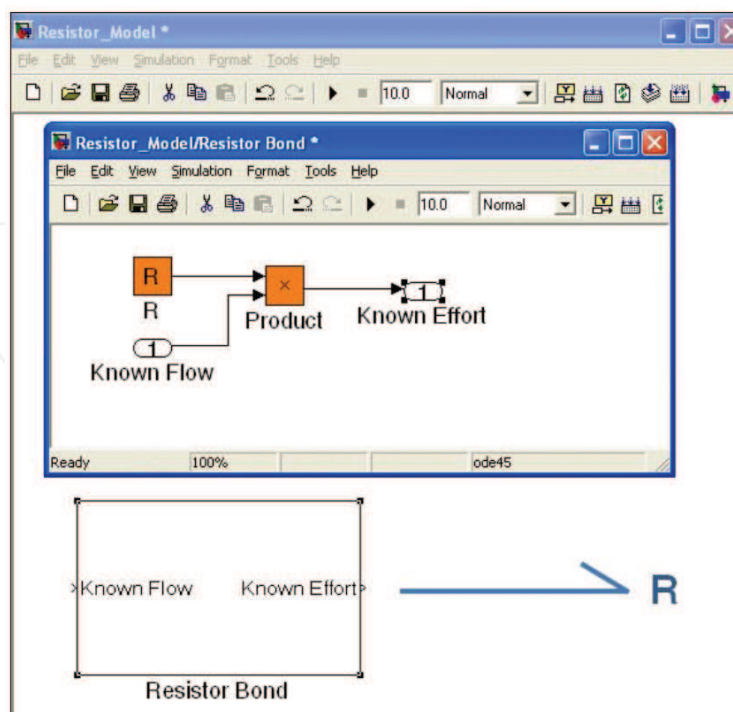 Resistor_Model *
File Edit View Simulation Format Tools Help
10.0 Normal
Resistor_Model/Resistor Bond *
File Edit View Simulation Format Tools Help
10.0 Normal
R
R
×
Product
1
Known Effort
1
Known Flow
Ready 100% ode45
Known Flow Known Effort
R
Resistor Bond